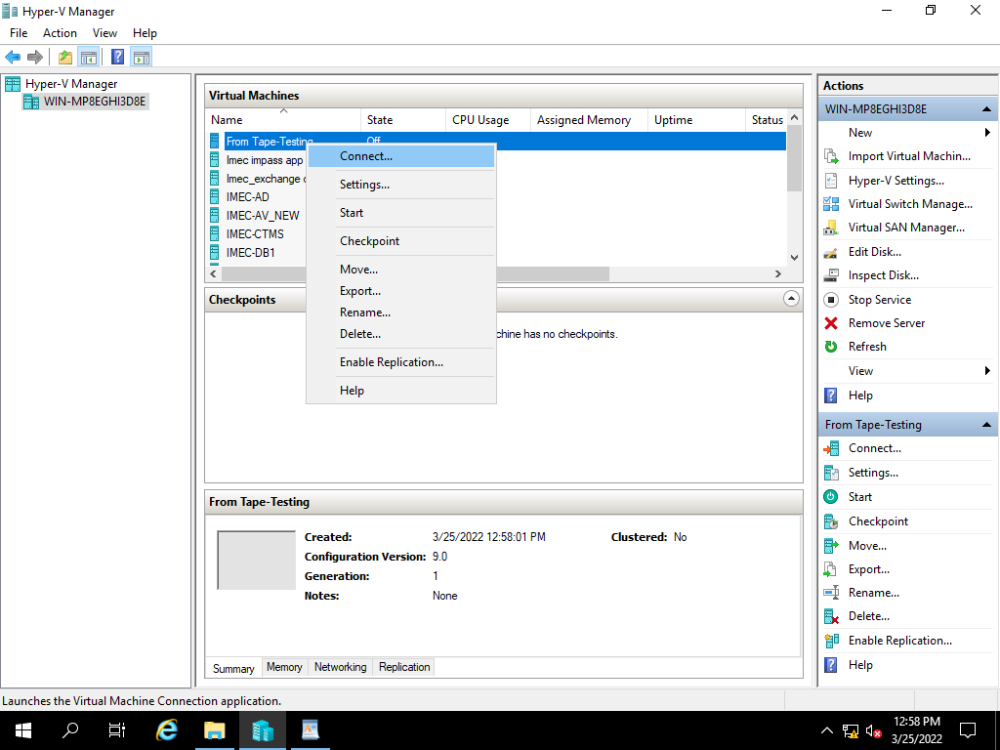 Hyper-V Manager
File Action View Help
Hyper-V Manager
WIN-MP8EGHI3D8E
Virtual Machines
Name State CPU Usage Assigned Memory Uptime Status
From Tape-Testing Off
Imec impass app
Imec_exchange
IMEC-AD
IMEC-AV_NEW
IMEC-CTMS
IMEC-DB1
Connect...
Settings...
Start
Checkpoint
Move...
Export...
Rename...
Delete...
Enable Replication...
Help
Checkpoints
chine has no checkpoints.
From Tape-Testing
Created: 3/25/2022 12:58:01 PM Clustered: No
Configuration Version: 9.0
Generation: 1
Notes: None
Summary Memory Networking Replication
Actions
WIN-MP8EGHI3D8E
New
Import Virtual Machin...
Hyper-V Settings...
Virtual Switch Manage...
Virtual SAN Manager...
Edit Disk...
Inspect Disk...
Stop Service
Remove Server
Refresh
View
Help
From Tape-Testing
Connect...
Settings...
Start
Checkpoint
Move...
Export...
Rename...
Delete...
Enable Replication...
Help
Launches the Virtual Machine Connection application.
12:58 PM
3/25/2022